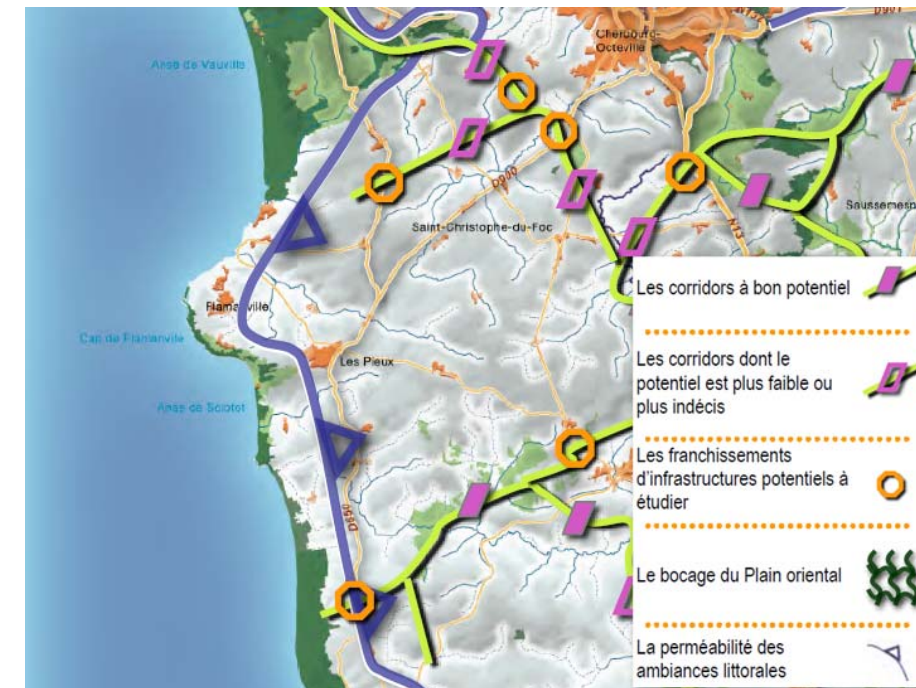 D901
Cherbourg-
Octeville
Anse de Vauville
D900
Saussemesn
Saint-Christophe-du-Foc
N13
Les corridors à bon potentiel
Flamanville
Cap de Flamanville
Les Pieux
Les corridors dont le
potentiel est plus faible ou
plus indécis
Anse de Sciotot
Les franchissements
d'infrastructures potentiels à
étudier
D650
Le bocage du Plain oriental
La perméabilité des
ambiances littorales